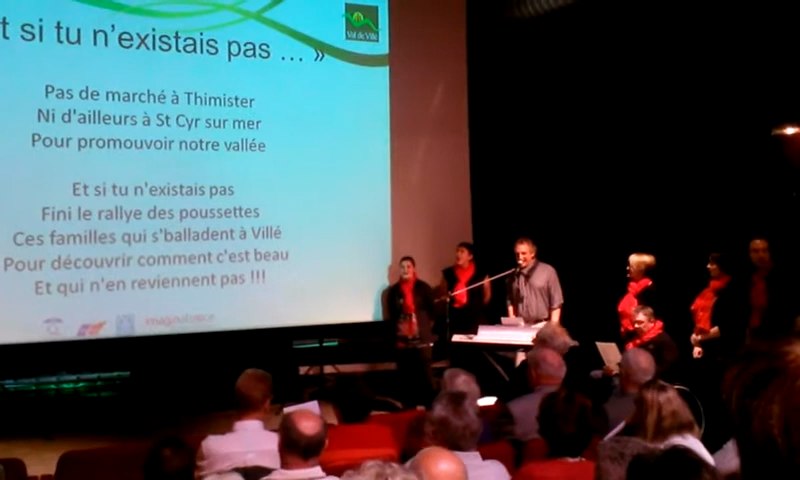 t si tu n'existais pas ... »
Val de Villé
Pas de marché à Thimister
Ni d'ailleurs à St Cyr sur mer
Pour promouvoir notre vallée
Et si tu n'existais pas
Fini le rallye des poussettes
Ces familles qui s'balladent à Villé
Pour découvrir comment c'est beau
Et qui n'en reviennent pas !!!